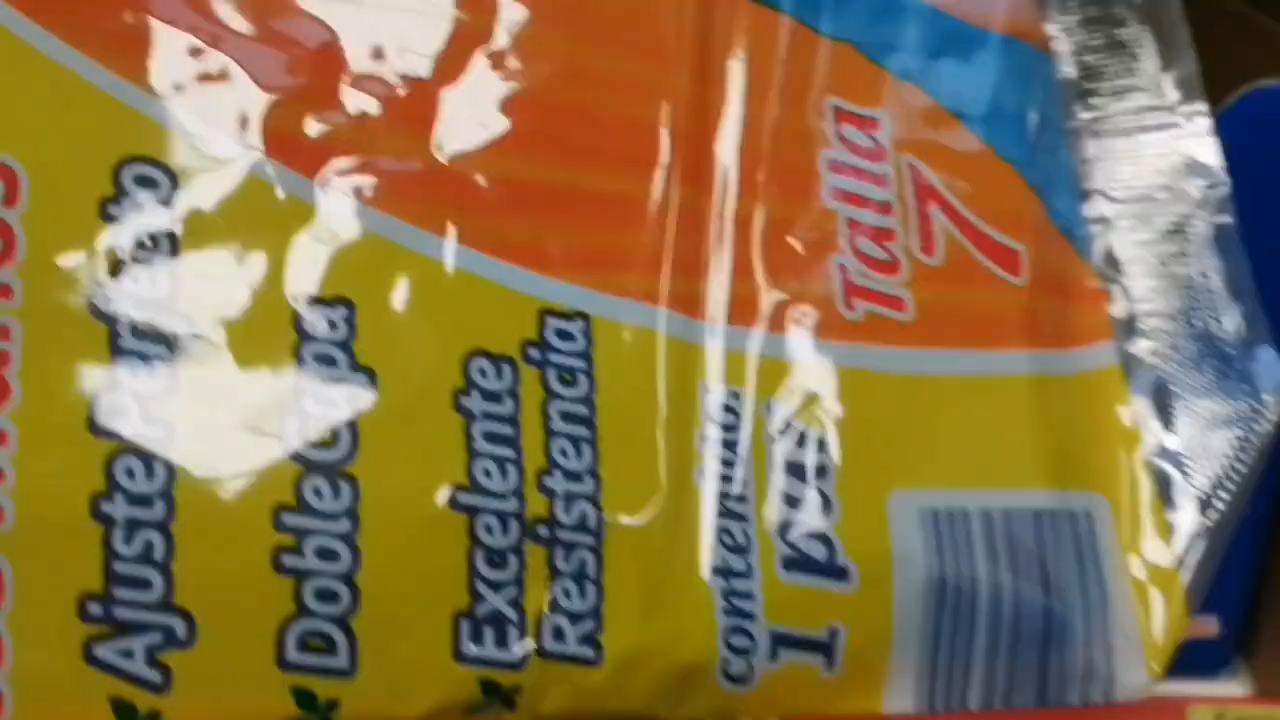 Ajuste Perfecto
Doble Capa
Excelente
Resistencia
contenido:
1 par
Talla
7